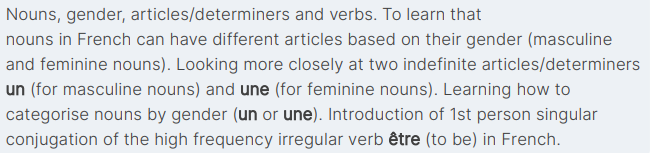 Nouns, gender, articles/determiners and verbs. To learn that
nouns in French can have different articles based on their gender (masculine
and feminine nouns). Looking more closely at two indefinite articles/determiners
un (for masculine nouns) and une (for feminine nouns). Learning how to
categorise nouns by gender (un or une). Introduction of 1st person singular
conjugation of the high frequency irregular verb être (to be) in French.